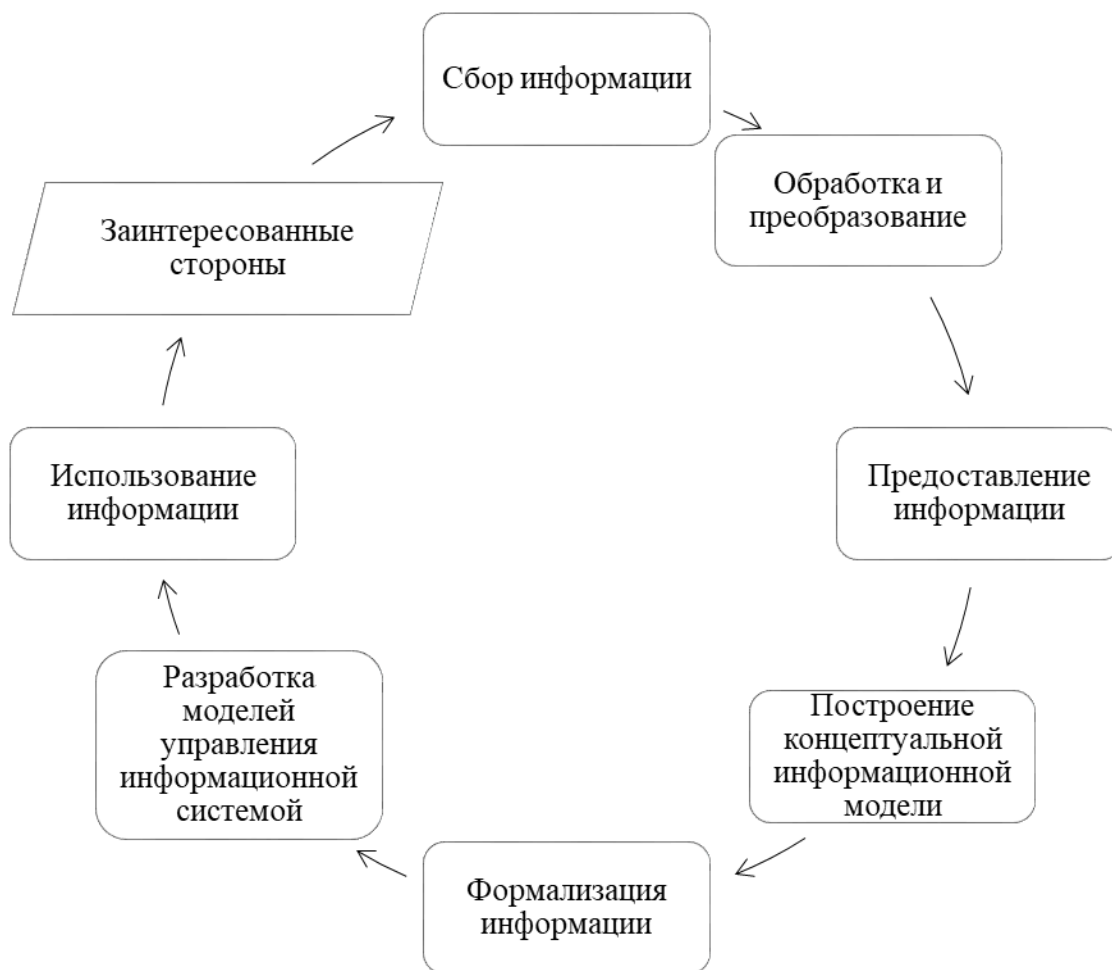 Сбор информации
Обработка и
преобразование
Заинтересованные
стороны
Использование
информации
Предоставление
информации
Разработка
моделей
управления
информационной
системой
Построение
концептуальной
информационной
модели
Формализация
информации